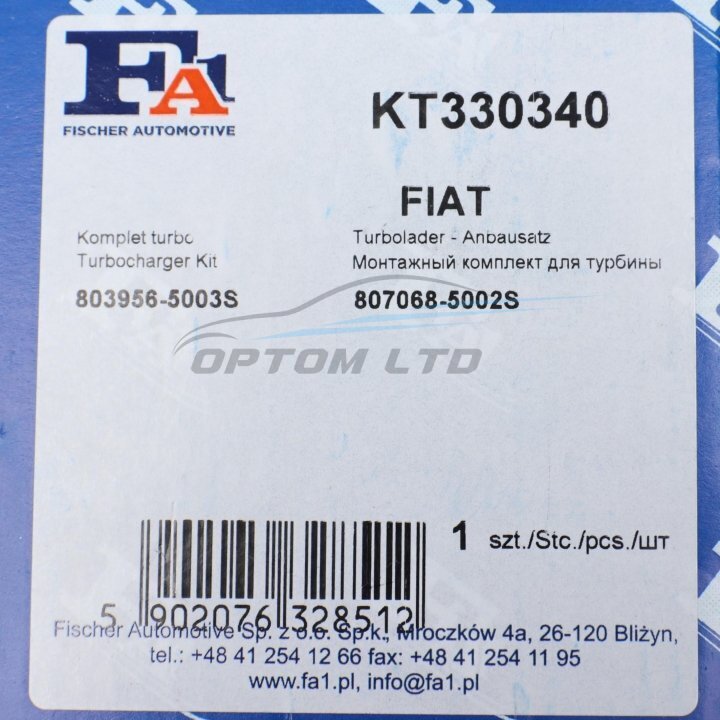 FA1
FISCHER AUTOMOTIVE
KT330340
FIAT
Komplet turbo
Turbocharger Kit
803956-5003S
Turbolader - Anbausatz
Монтажный комплект для турбины
807068-5002S
OPTOM LTD
1 szt./Stc./pcs./шт
5 902076 328512
Fischer Automotive Sp. z o.o. Sp.k., Mroczków 4a, 26-120 Bliżyn,
tel.: +48 41 254 12 66 fax: +48 41 254 11 95
www.fa1.pl, info@fa1.pl